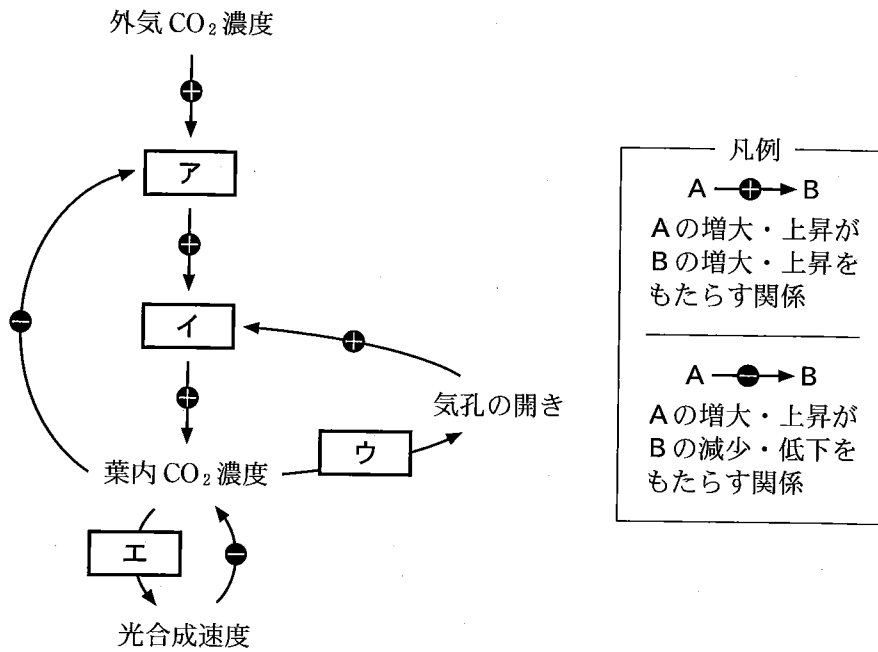 外気CO₂濃度
⊕
ア
⊕
イ
⊖
⊕
⊕
気孔の開き
葉内CO₂濃度
ウ
エ
⊖
光合成速度
凡例
A ⊕ B
Aの増大・上昇が
Bの増大・上昇を
もたらす関係
A ⊖ B
Aの増大・上昇が
Bの減少・低下を
もたらす関係